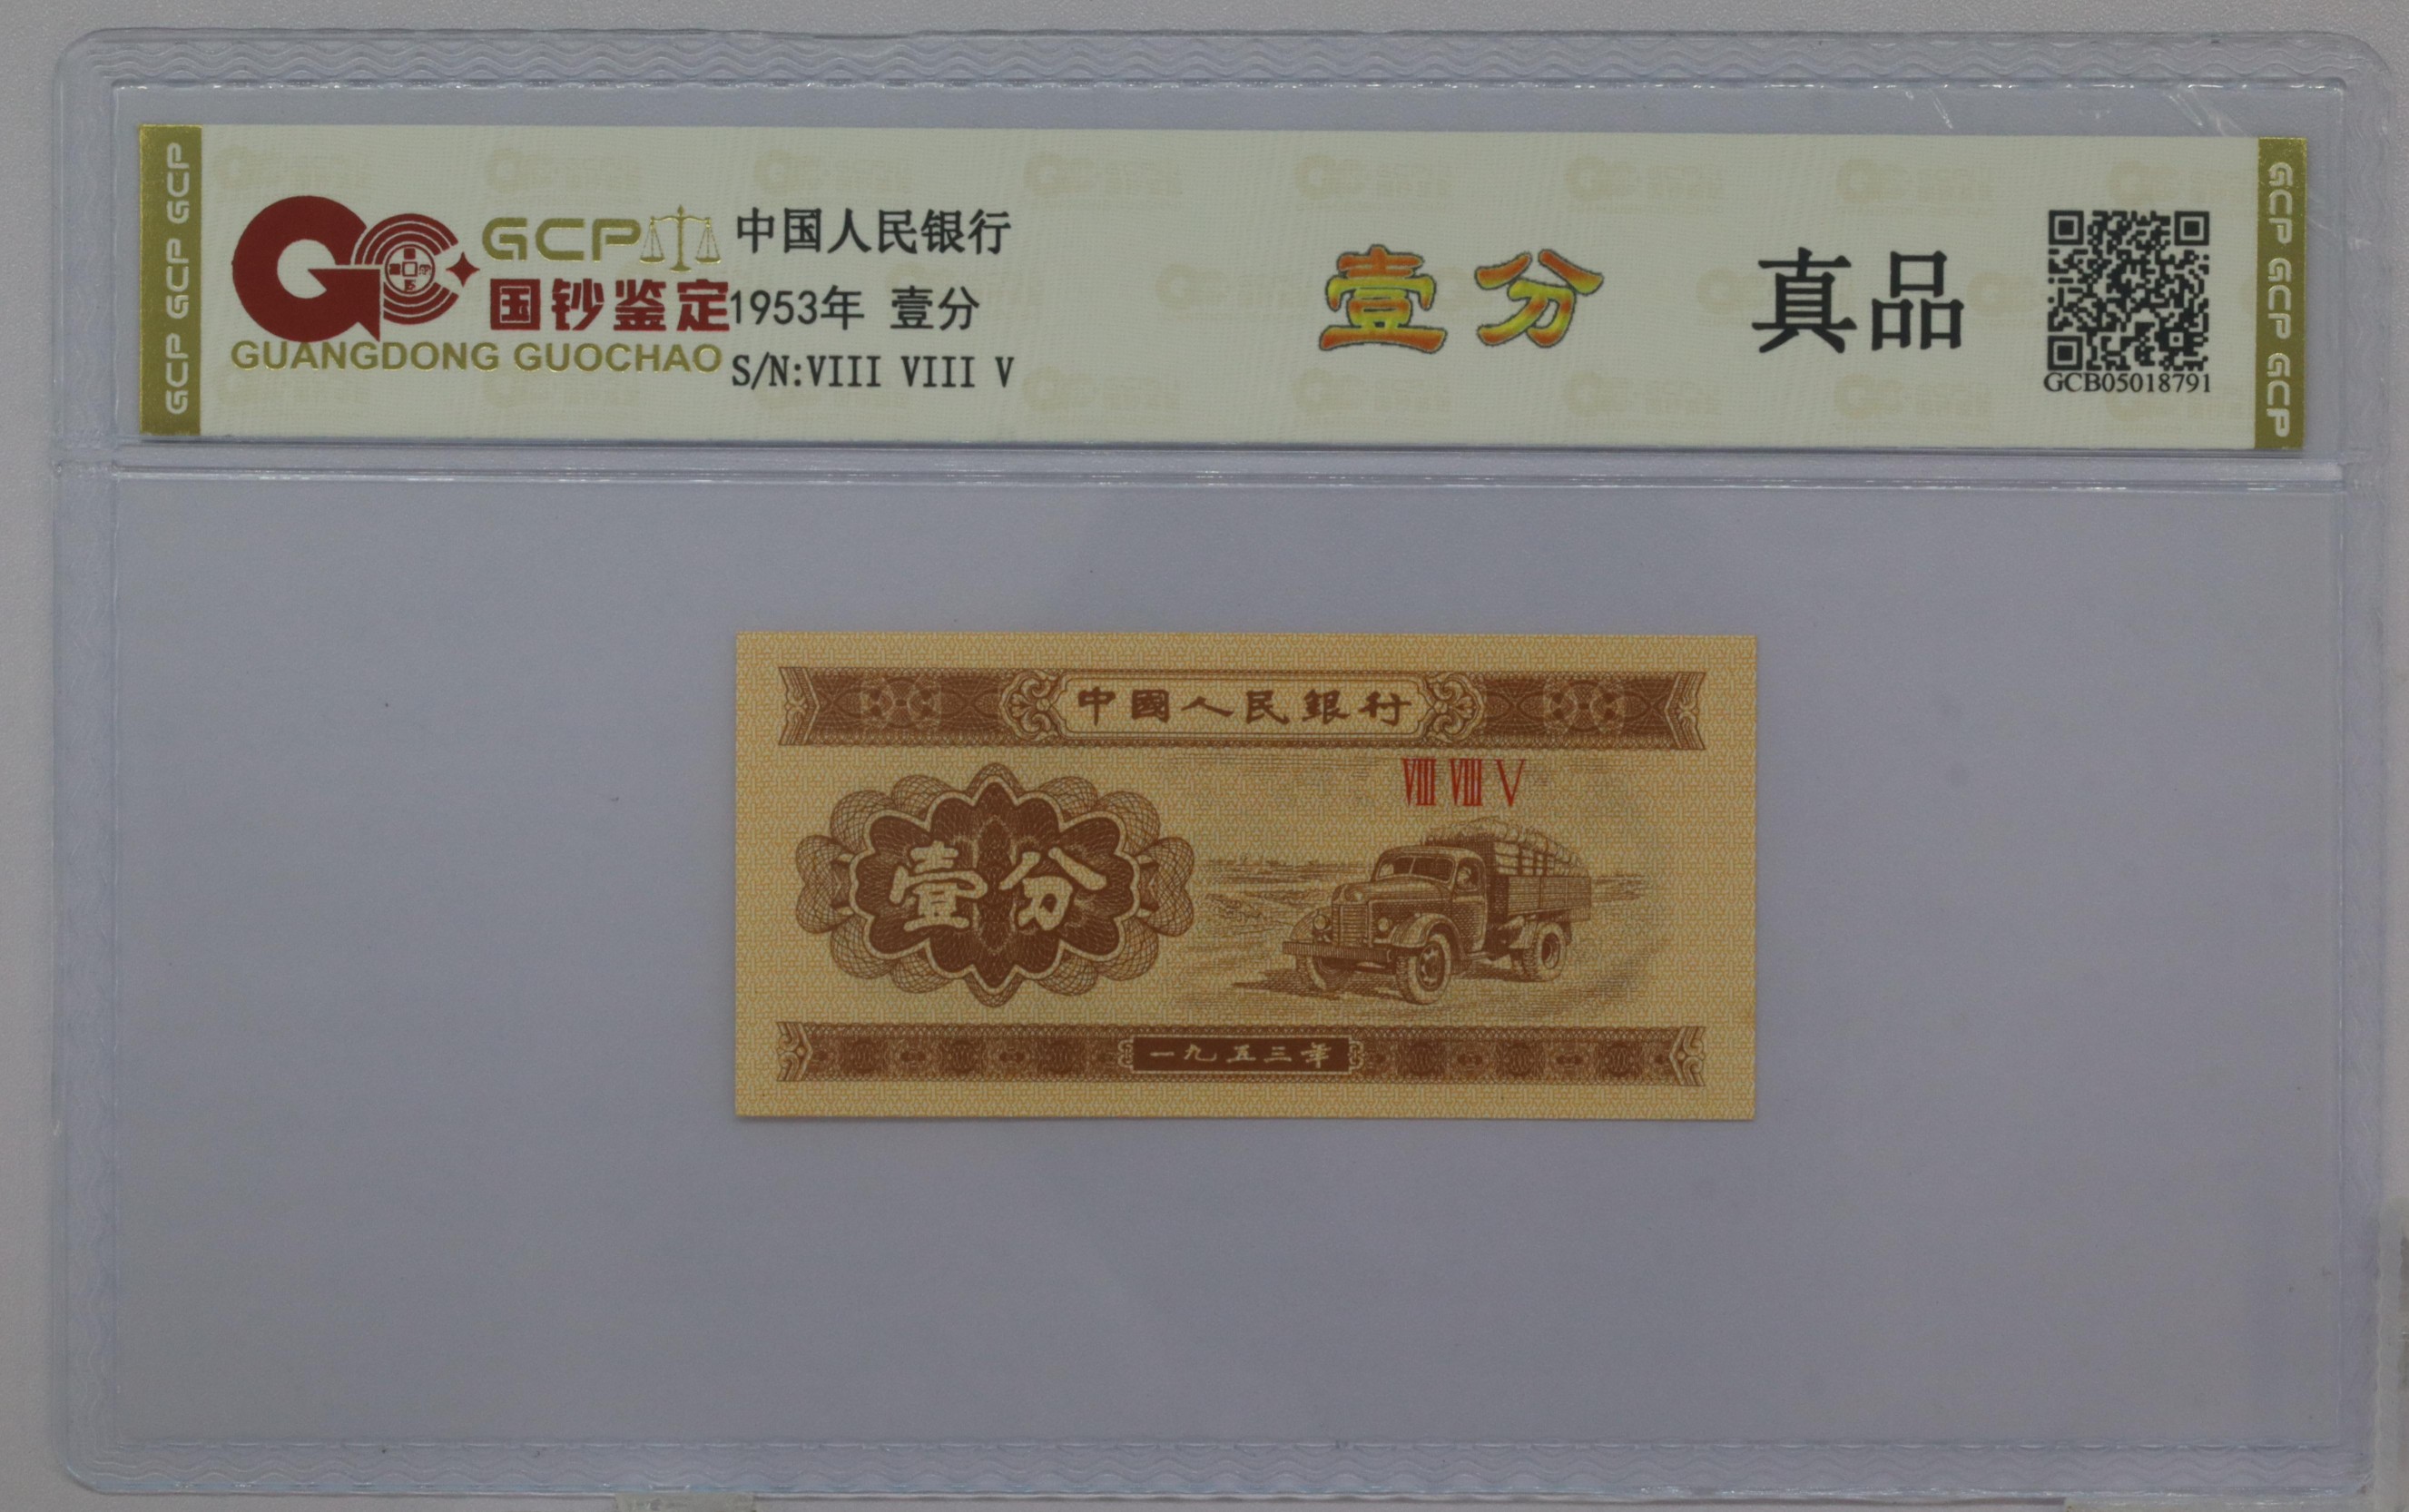 GCP GCP GCP
GCP
国钞鉴定
GUANGDONG GUOCHAO
中国人民银行
1953年 壹分
S/N:VIII VIII V
壹分
真品
GCB05018791
GCP GCP GCP
中國人民銀行
VIII VIII V
壹分
一九五三年